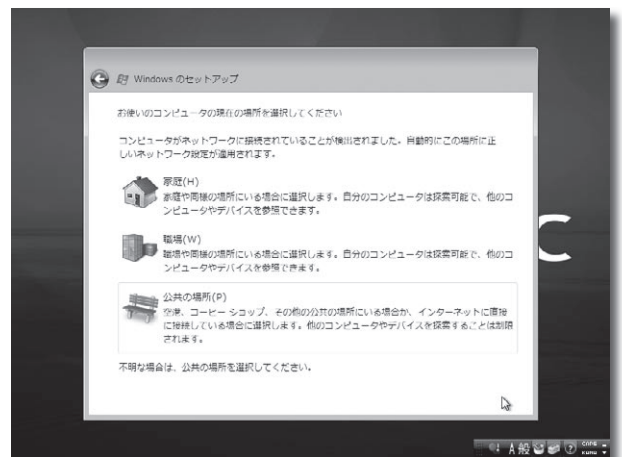 Windows のセットアップ
お使いのコンピュータの現在の場所を選択してください
コンピュータがネットワークに接続されていることが検出されました。自動的にこの場所に正
しいネットワーク設定が適用されます。
家庭(H)
家庭や同様の場所にいる場合に選択します。自分のコンピュータは探索可能で、他のコ
ンピュータやデバイスを参照できます。
職場(W)
職場や同様の場所にいる場合に選択します。自分のコンピュータは探索可能で、他のコ
ンピュータやデバイスを参照できます。
公共の場所(P)
空港、コーヒー ショップ、その他の公共の場所にいる場合か、インターネットに直接
に接続している場合に選択します。他のコンピュータやデバイスを探索することは制限
されます。
不明な場合は、公共の場所を選択してください。
C
A 般
CAPS
KANA